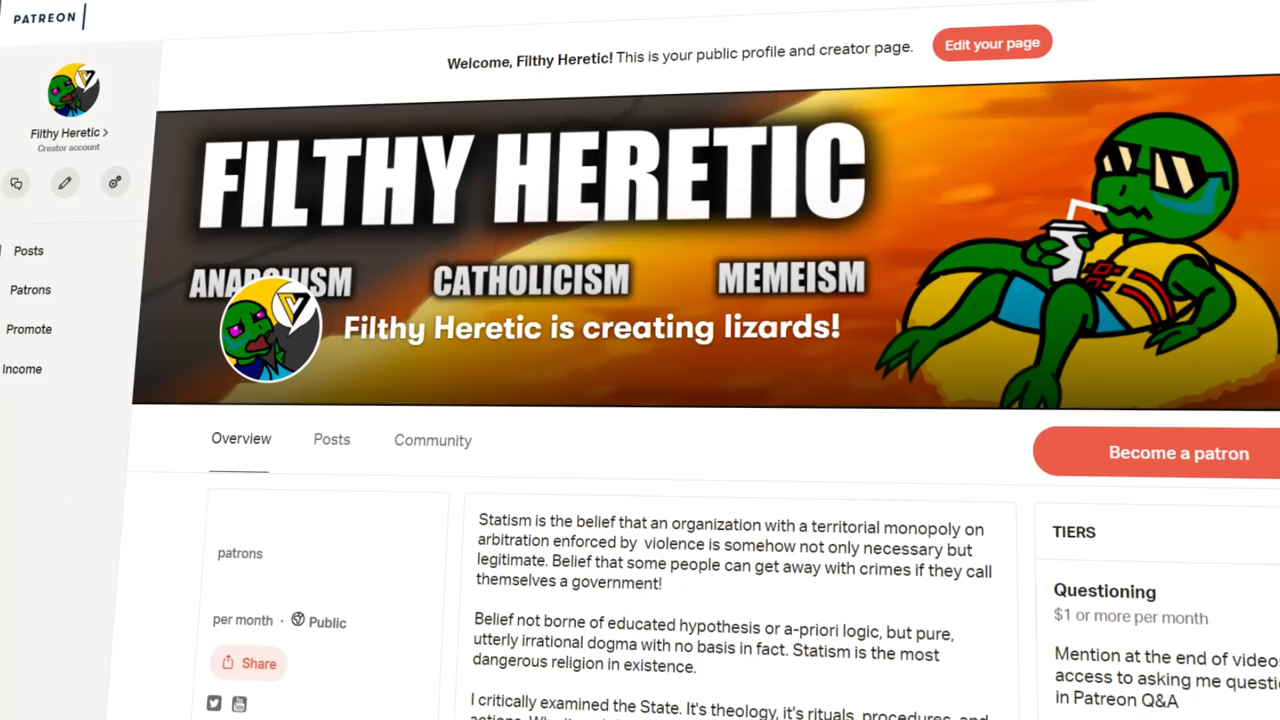 PATREON
Welcome, Filthy Heretic! This is your public profile and creator page.
Edit your page
Filthy Heretic
Creator account
Posts
Patrons
Promote
Income
FILTHY HERETIC
ANARCHISM CATHOLICISM MEMEISM
Filthy Heretic is creating lizards!
Overview Posts Community
Become a patron
patrons
per month · Public
Share
Statism is the belief that an organization with a territorial monopoly on
arbitration enforced by violence is somehow not only necessary but
legitimate. Belief that some people can get away with crimes if they call
themselves a government!
Belief not borne of educated hypothesis or a-priori logic, but pure,
utterly irrational dogma with no basis in fact. Statism is the most
dangerous religion in existence.
I critically examined the State. It's theology, it's rituals, procedures, and
TIERS
Questioning
$1 or more per month
Mention at the end of video
access to asking me questi
in Patreon Q&A